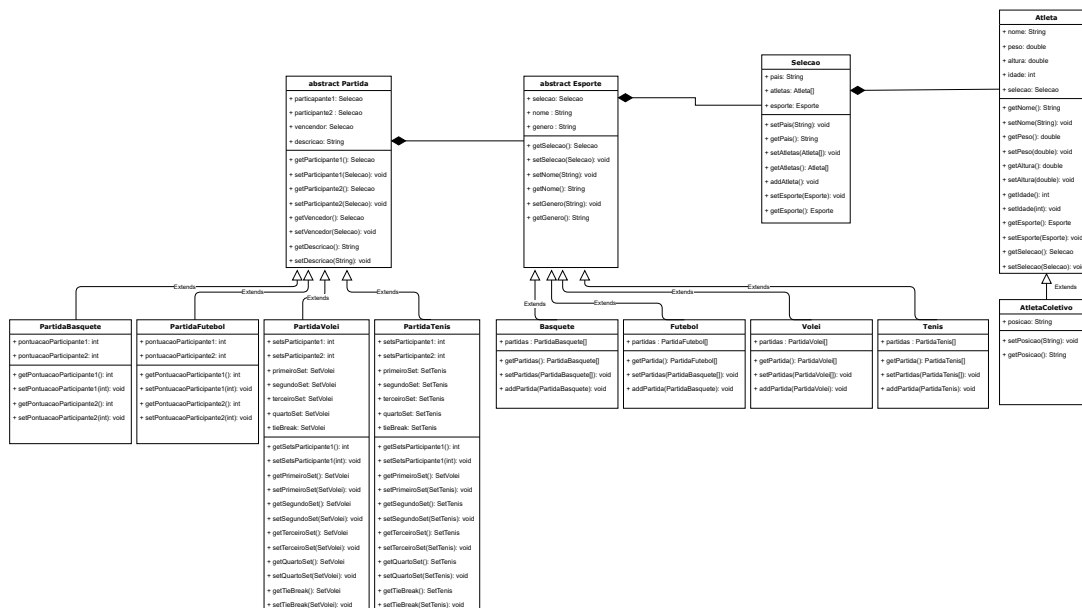 abstract Partida
+ particapante1: Selecao
+ participante2 : Selecao
+ vencendor: Selecao
+ descricao: String
+ getParticipante1(): Selecao
+ setParticipante1(Selecao): void
+ getParticipante2(): Selecao
+ setParticipante2(Selecao): void
+ getVencedor(): Selecao
+ setVencedor(Selecao): void
+ getDescricao(): String
+ setDescricao(String): void
abstract Esporte
+ selecao: Selecao
+ nome : String
+ genero : String
+ getSelecao(): Selecao
+ setSelecao(Selecao): void
+ setNome(String): void
+ getNome(): String
+ setGenero(String): void
+ getGenero(): String
Selecao
+ pais: String
+ atletas: Atleta[]
+ esporte: Esporte
+ setPais(String): void
+ getPais(): String
+ setAtletas(Atleta[]): void
+ getAtletas(): Atleta[]
+ addAtleta(): void
+ setEsporte(Esporte): void
+ getEsporte(): Esporte
Atleta
+ nome: String
+ peso: double
+ altura: double
+ idade: int
+ selecao: Selecao
+ getNome(): String
+ setNome(String): void
+ getPeso(): double
+ setPeso(double): void
+ getAltura(): double
+ setAltura(double): void
+ getIdade(): int
+ setIdade(int): void
+ getEsporte(): Esporte
+ setEsporte(Esporte): void
+ getSelecao(): Selecao
+ setSelecao(Selecao): void
Extends
Extends
Extends
Extends
Extends
Extends
Extends
Extends
Extends
PartidaBasquete
+ pontuacaoParticipante1: int
+ pontuacaoParticipante2: int
+ getPontuacaoParticipante1(): int
+ setPontuacaoParticipante1(int): void
+ getPontuacaoParticipante2(): int
+ setPontuacaoParticipante2(int): void
PartidaFutebol
+ pontuacaoParticipante1: int
+ pontuacaoParticipante2: int
+ getPontuacaoParticipante1(): int
+ setPontuacaoParticipante1(int): void
+ getPontuacaoParticipante2(): int
+ setPontuacaoParticipante2(int): void
PartidaVolei
+ setsParticipante1: int
+ setsParticipante2: int
+ primeiroSet: SetVolei
+ segundoSet: SetVolei
+ terceiroSet: SetVolei
+ quartoSet: SetVolei
+ tieBreak: SetVolei
+ getSetsParticipante1(): int
+ setSetsParticipante1(int): void
+ getPrimeiroSet(): SetVolei
+ setPrimeiroSet(SetVolei): void
+ getSegundoSet(): SetVolei
+ setSegundoSet(SetVolei): void
+ getTerceiroSet(): SetVolei
+ setTerceiroSet(SetVolei): void
+ getQuartoSet(): SetVolei
+ setQuartoSet(SetVolei): void
+ getTieBreak(): SetVolei
+ setTieBreak(SetVolei): void
PartidaTenis
+ setsParticipante1: int
+ setsParticipante2: int
+ primeiroSet: SetTenis
+ segundoSet: SetTenis
+ terceiroSet: SetTenis
+ quartoSet: SetTenis
+ tieBreak: SetTenis
+ getSetsParticipante1(): int
+ setSetsParticipante1(int): void
+ getPrimeiroSet(): SetTenis
+ setPrimeiroSet(SetTenis): void
+ getSegundoSet(): SetTenis
+ setSegundoSet(SetTenis): void
+ getTerceiroSet(): SetTenis
+ setTerceiroSet(SetTenis): void
+ getQuartoSet(): SetTenis
+ setQuartoSet(SetTenis): void
+ getTieBreak(): SetTenis
+ setTieBreak(SetTenis): void
Basquete
+ partidas : PartidaBasquete[]
+ getPartidas(): PartidaBasquete[]
+ setPartidas(PartidaBasquete[]): void
+ addPartida(PartidaBasquete): void
Futebol
+ partidas : PartidaFutebol[]
+ getPartida(): PartidaFutebol[]
+ setPartidas(PartidaBasquete[]): void
+ addPartida(PartidaBasquete): void
Volei
+ partidas : PartidaVolei[]
+ getPartida(): PartidaVolei[]
+ setPartidas(PartidaVolei[]): void
+ addPartida(PartidaVolei): void
Tenis
+ partidas : PartidaTenis[]
+ getPartida(): PartidaTenis[]
+ setPartidas(PartidaTenis[]): void
+ addPartida(PartidaTenis): void
AtletaColetivo
+ posicao: String
+ setPosicao(String): void
+ getPosicao(): String